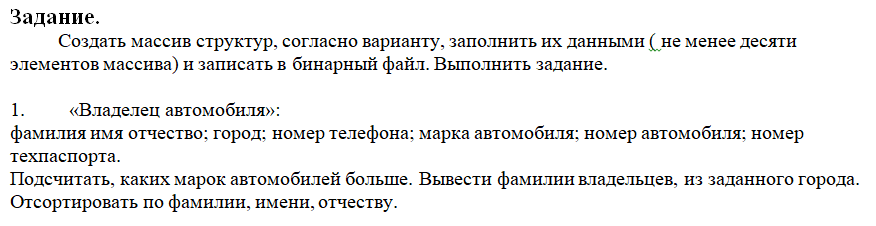 Задание.
Создать массив структур, согласно варианту, заполнить их данными ( не менее десяти
элементов массива) и записать в бинарный файл. Выполнить задание.
1. «Владелец автомобиля»:
фамилия имя отчество; город; номер телефона; марка автомобиля; номер автомобиля; номер
техпаспорта.
Подсчитать, каких марок автомобилей больше. Вывести фамилии владельцев, из заданного города.
Отсортировать по фамилии, имени, отчеству.